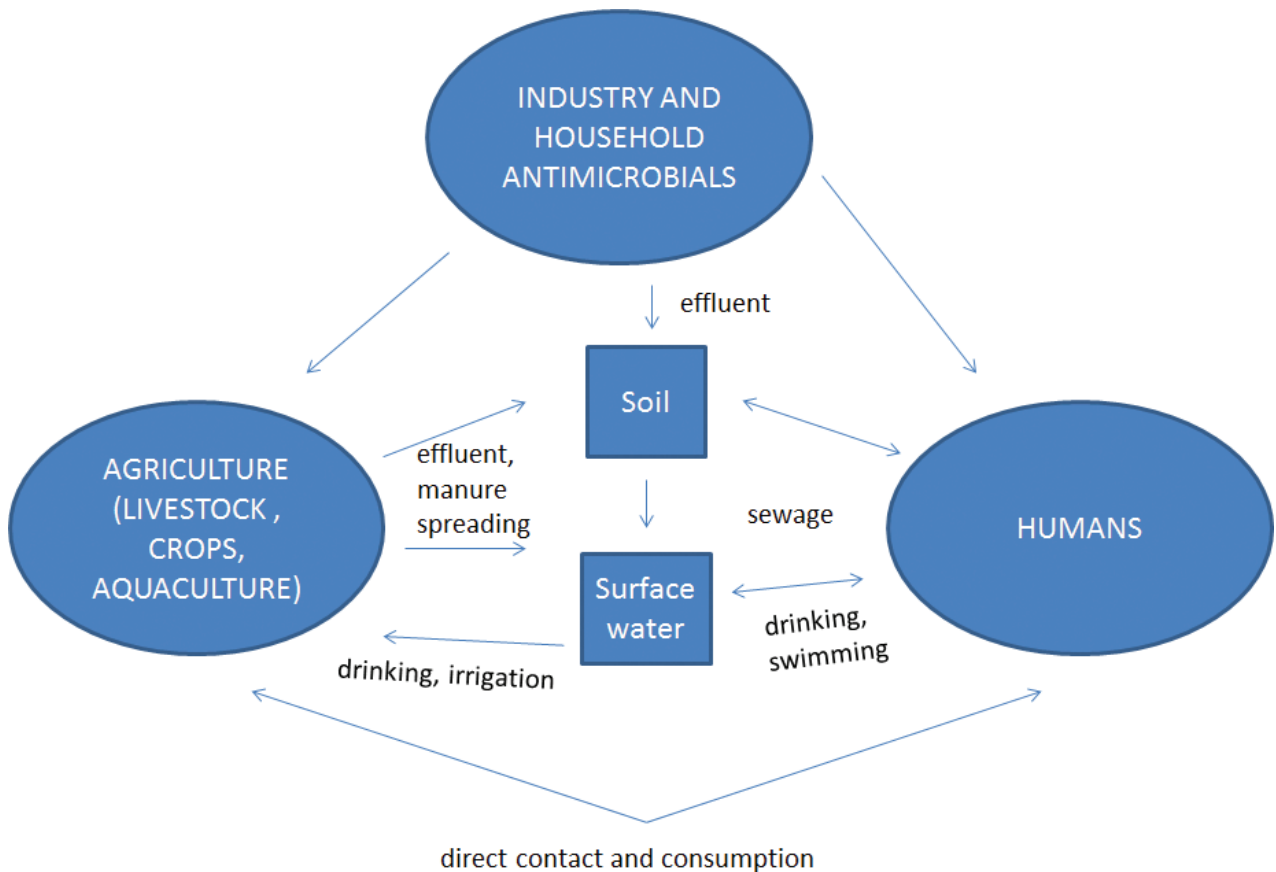 INDUSTRY AND
HOUSEHOLD
ANTIMICROBIALS
effluent
Soil
AGRICULTURE
(LIVESTOCK ,
CROPS,
AQUACULTURE)
effluent,
manure
spreading
sewage
HUMANS
Surface
water
drinking,
swimming
drinking, irrigation
direct contact and consumption